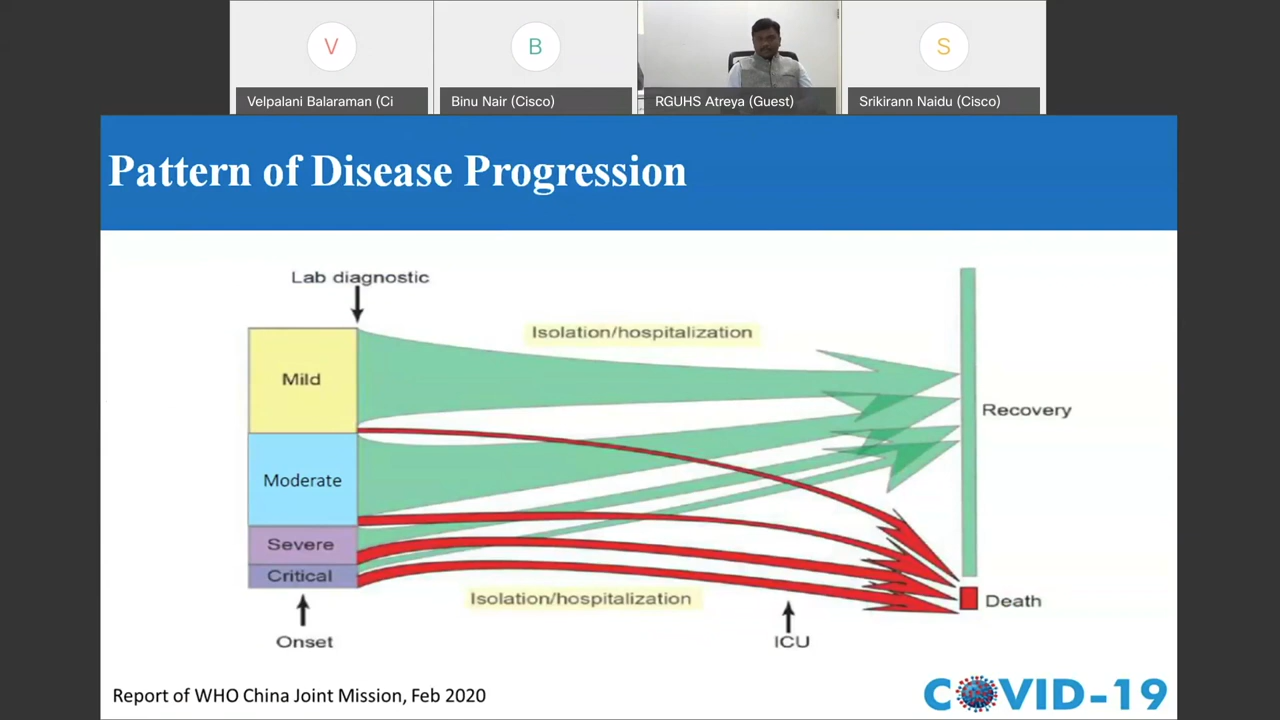 V
B
S
Velpalani Balaraman (Ci
Binu Nair (Cisco)
RGUHS Atreya (Guest)
Srikirann Naidu (Cisco)
Pattern of Disease Progression
Lab diagnostic
Isolation/hospitalization
Mild
Recovery
Moderate
Severe
Critical
Isolation/hospitalization
Death
Onset
ICU
Report of WHO China Joint Mission, Feb 2020
COVID-19